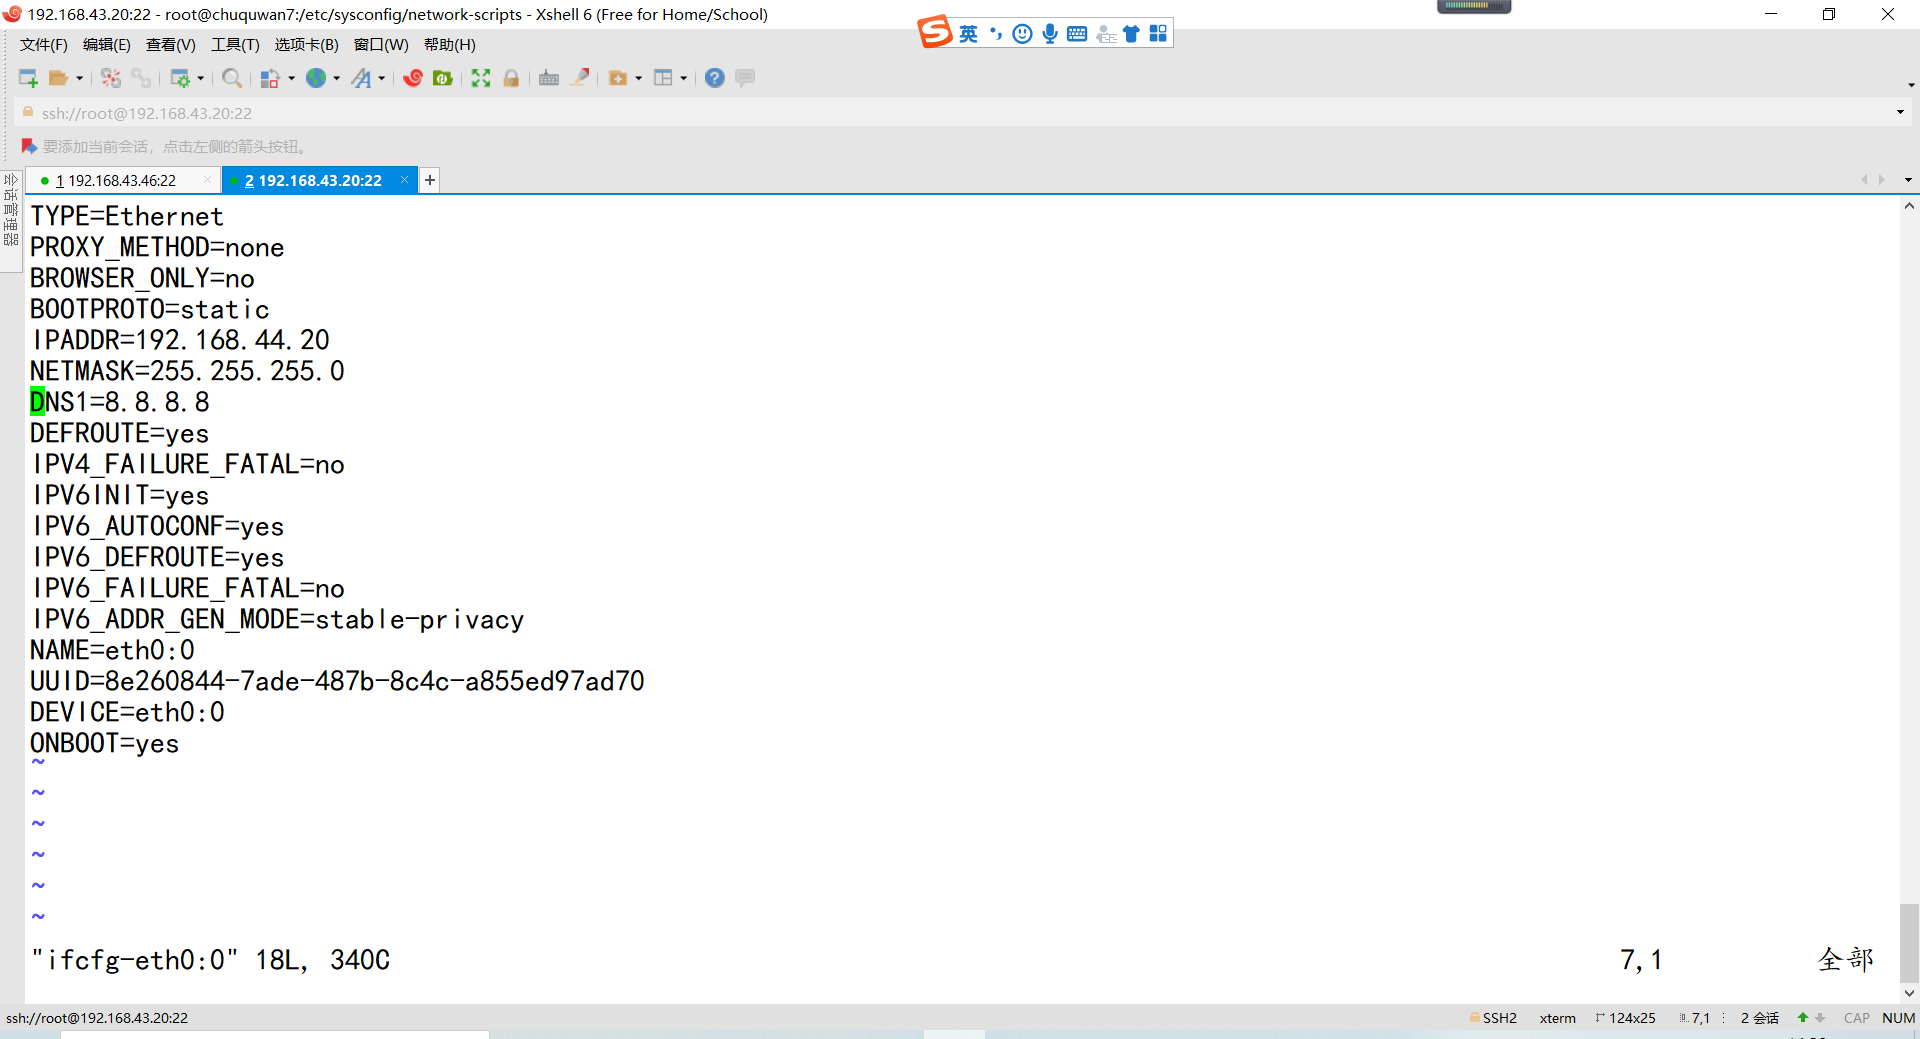 192.168.43.20:22 - root@chuquwan7:/etc/sysconfig/network-scripts - Xshell 6 (Free for Home/School)
英
文件(F) 编辑(E) 查看(V) 工具(T) 选项卡(B) 窗口(W) 帮助(H)
ssh://root@192.168.43.20:22
要添加当前会话，点击左侧的箭头按钮。
会话管理器
1 192.168.43.46:22
2 192.168.43.20:22
TYPE=Ethernet
PROXY_METHOD=none
BROWSER_ONLY=no
BOOTPROTO=static
IPADDR=192.168.44.20
NETMASK=255.255.255.0
DNS1=8.8.8.8
DEFROUTE=yes
IPV4_FAILURE_FATAL=no
IPV6INIT=yes
IPV6_AUTOCONF=yes
IPV6_DEFROUTE=yes
IPV6_FAILURE_FATAL=no
IPV6_ADDR_GEN_MODE=stable-privacy
NAME=eth0:0
UUID=8e260844-7ade-487b-8c4c-a855ed97ad70
DEVICE=eth0:0
ONBOOT=yes
~
~
~
~
~
~
"ifcfg-eth0:0" 18L, 340C 7,1 全部
ssh://root@192.168.43.20:22 SSH2 xterm 124x25 7,1 2 会话 CAP NUM